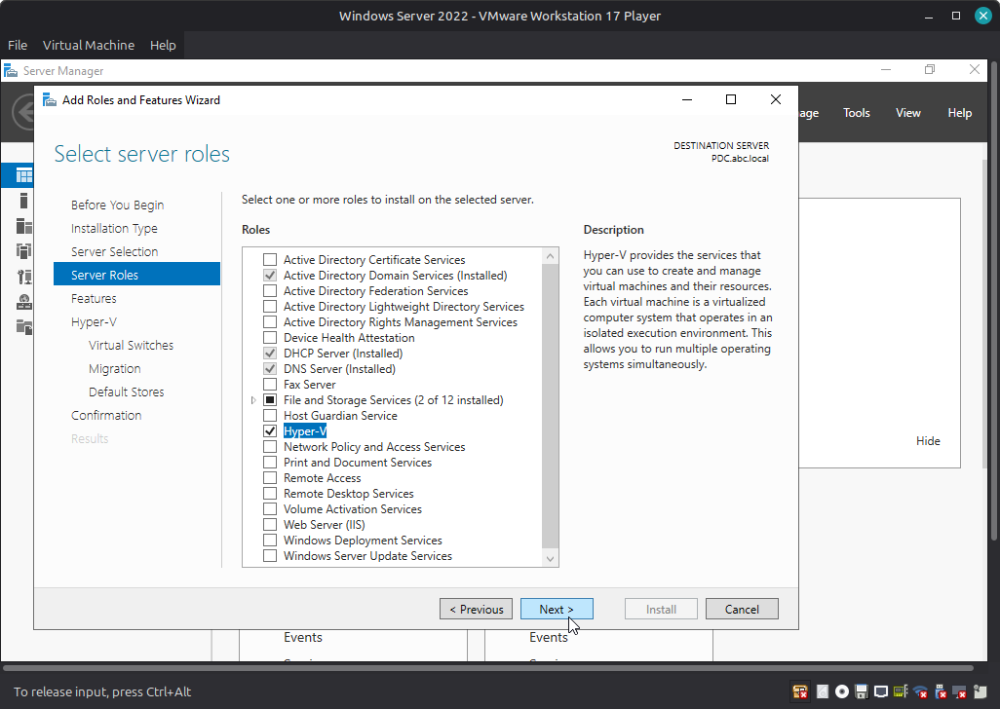 Windows Server 2022 - VMware Workstation 17 Player
File Virtual Machine Help
Server Manager
Add Roles and Features Wizard
Tools View Help
Select server roles
DESTINATION SERVER
PDC.abc.local
Before You Begin
Installation Type
Server Selection
Server Roles
Features
Hyper-V
Virtual Switches
Migration
Default Stores
Confirmation
Results
Select one or more roles to install on the selected server.
Roles
Active Directory Certificate Services
Active Directory Domain Services (Installed)
Active Directory Federation Services
Active Directory Lightweight Directory Services
Active Directory Rights Management Services
Device Health Attestation
DHCP Server (Installed)
DNS Server (Installed)
Fax Server
File and Storage Services (2 of 12 installed)
Host Guardian Service
Hyper-V
Network Policy and Access Services
Print and Document Services
Remote Access
Remote Desktop Services
Volume Activation Services
Web Server (IIS)
Windows Deployment Services
Windows Server Update Services
Description
Hyper-V provides the services that
you can use to create and manage
virtual machines and their resources.
Each virtual machine is a virtualized
computer system that operates in an
isolated execution environment. This
allows you to run multiple operating
systems simultaneously.
Hide
< Previous Next > Install Cancel
Events Events
To release input, press Ctrl+Alt